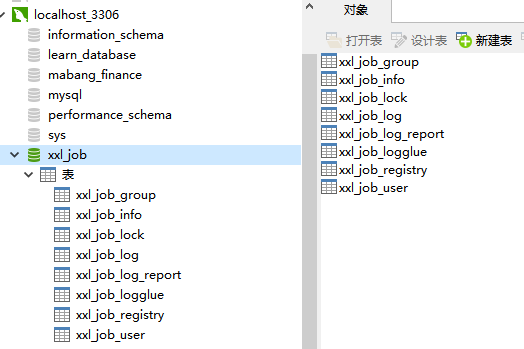 localhost_3306
information_schema
learn_database
mabang_finance
mysql
performance_schema
sys
xxl_job
表
xxl_job_group
xxl_job_info
xxl_job_lock
xxl_job_log
xxl_job_log_report
xxl_job_logglue
xxl_job_registry
xxl_job_user
对象
打开表 设计表 新建表
xxl_job_group
xxl_job_info
xxl_job_lock
xxl_job_log
xxl_job_log_report
xxl_job_logglue
xxl_job_registry
xxl_job_user